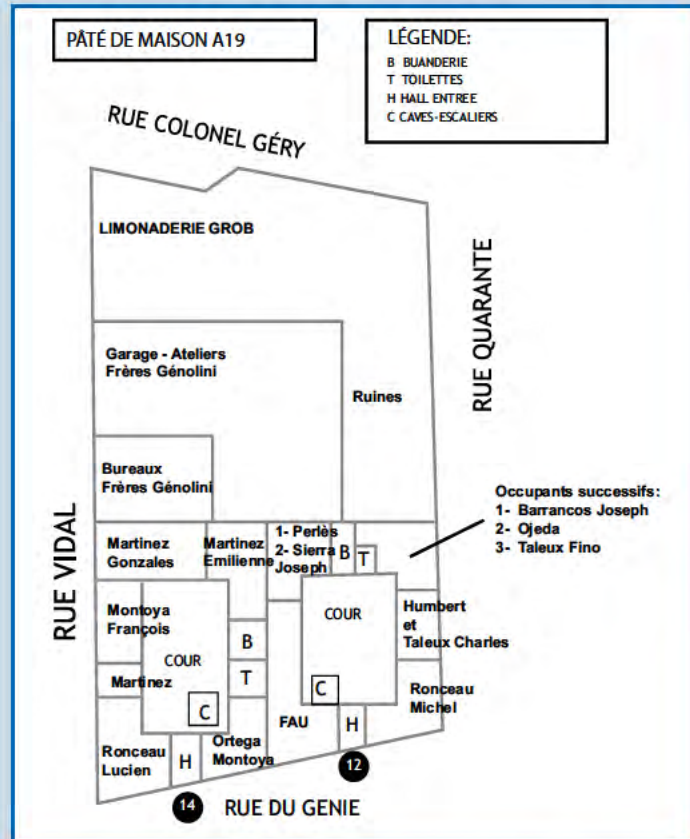 PÂTÉ DE MAISON A19
LÉGENDE:
B BUANDERIE
T TOILETTES
H HALL ENTREE
C CAVES-ESCALIERS
RUE COLONEL GÉRY
LIMONADERIE GROB
RUE QUARANTE
Garage - Ateliers
Frères Génolini
Ruines
Bureaux
Frères Génolini
Occupants successifs:
1- Barrancos Joseph
2- Ojeda
3- Taleux Fino
RUE VIDAL
Martinez
Gonzales
Martinez
Emilienne
1- Perlès
2- Sierra
Joseph
B
T
Montoya
François
COUR
B
T
Martinez
C
COUR
Humbert
et
Taleux Charles
C
Ronceau
Michel
FAU
H
Ronceau
Lucien
H
Ortega
Montoya
12
14
RUE DU GENIE